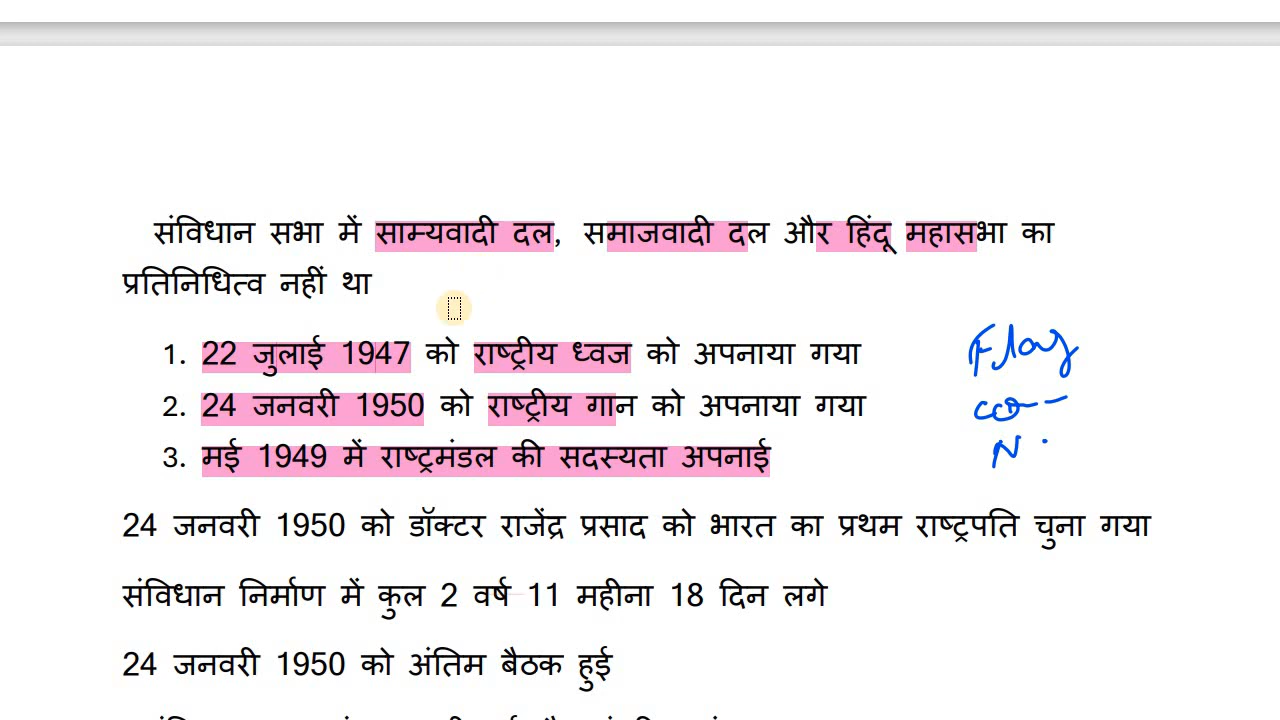 संविधान सभा में साम्यवादी दल, समाजवादी दल और हिंदू महासभा का
प्रतिनिधित्व नहीं था
1. 22 जुलाई 1947 को राष्ट्रीय ध्वज को अपनाया गया
Flag
2. 24 जनवरी 1950 को राष्ट्रीय गान को अपनाया गया
3. मई 1949 में राष्ट्रमंडल की सदस्यता अपनाई
N
24 जनवरी 1950 को डॉक्टर राजेंद्र प्रसाद को भारत का प्रथम राष्ट्रपति चुना गया
संविधान निर्माण में कुल 2 वर्ष 11 महीना 18 दिन लगे
24 जनवरी 1950 को अंतिम बैठक हुई